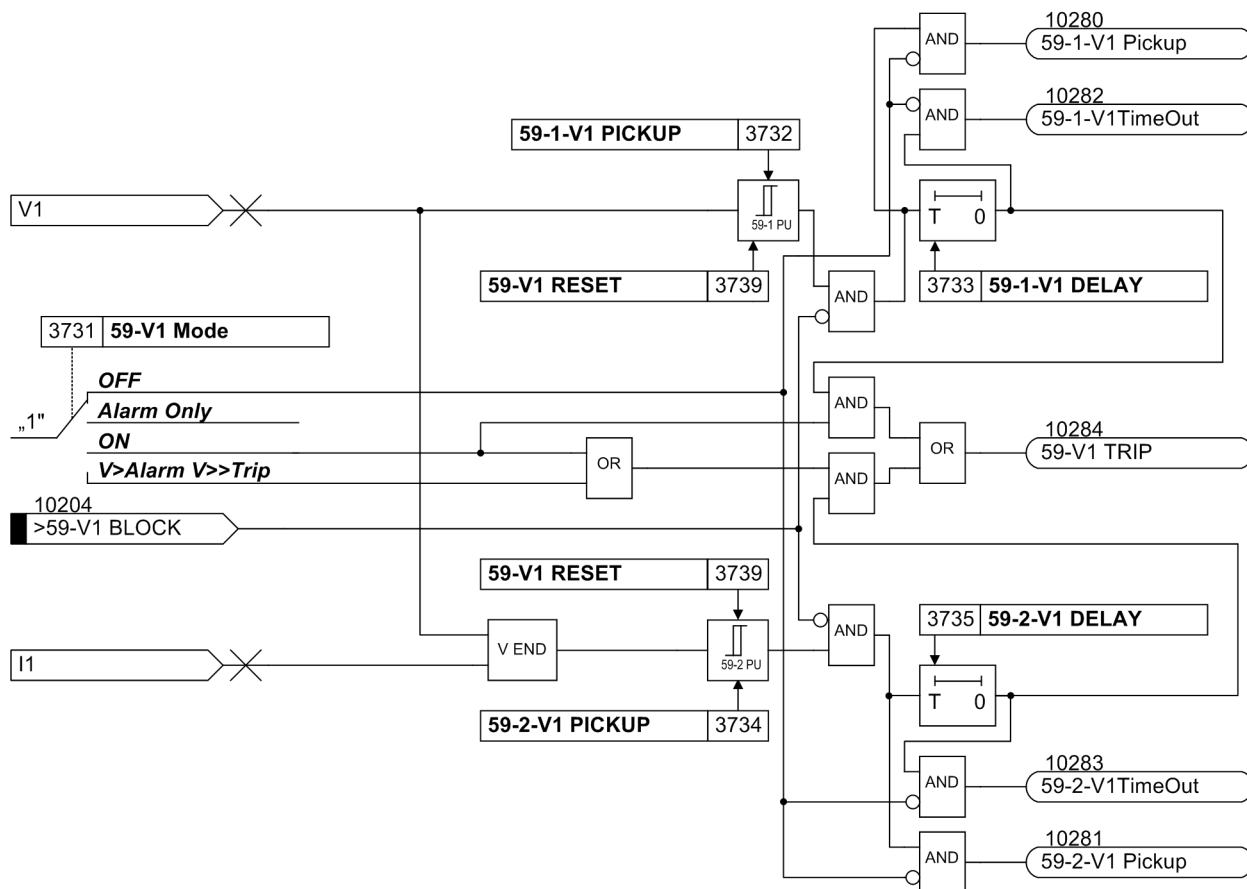 10280
AND
59-1-V1 Pickup
10282
AND
59-1-V1TimeOut
59-1-V1 PICKUP 3732
V1
59-1 PU
T 0
59-V1 RESET 3739
AND
3733 59-1-V1 DELAY
3731 59-V1 Mode
OFF
Alarm Only
„1"
ON
V>Alarm V>>Trip
AND
OR
AND
OR
10284
59-V1 TRIP
10204
>59-V1 BLOCK
59-V1 RESET 3739
AND
3735 59-2-V1 DELAY
I1
V END
59-2 PU
T 0
59-2-V1 PICKUP 3734
10283
AND
59-2-V1TimeOut
10281
AND
59-2-V1 Pickup